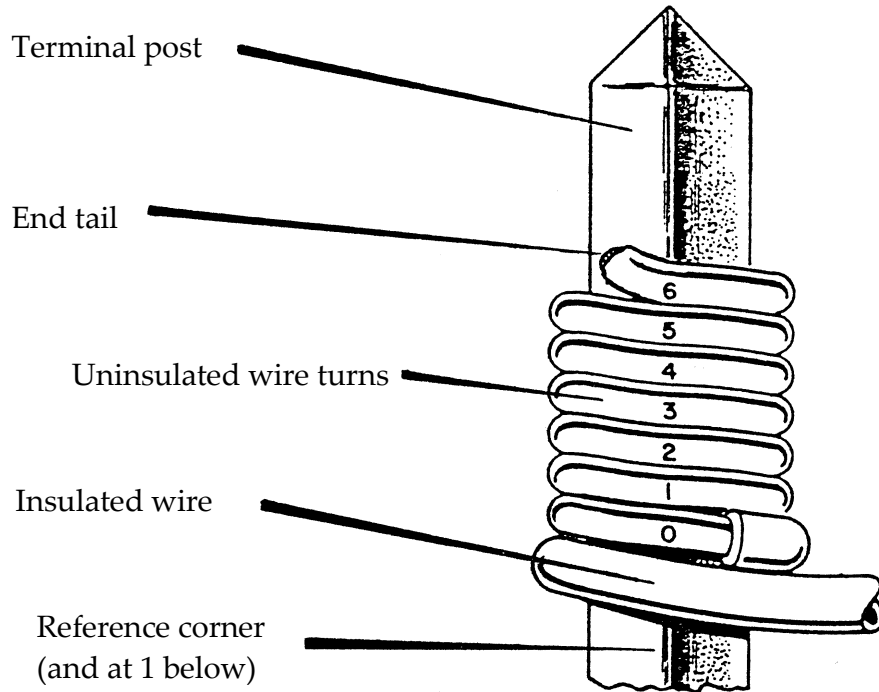 Terminal post
End tail
6
5
Uninsulated wire turns
4
3
2
1
Insulated wire
0
Reference corner
(and at 1 below)